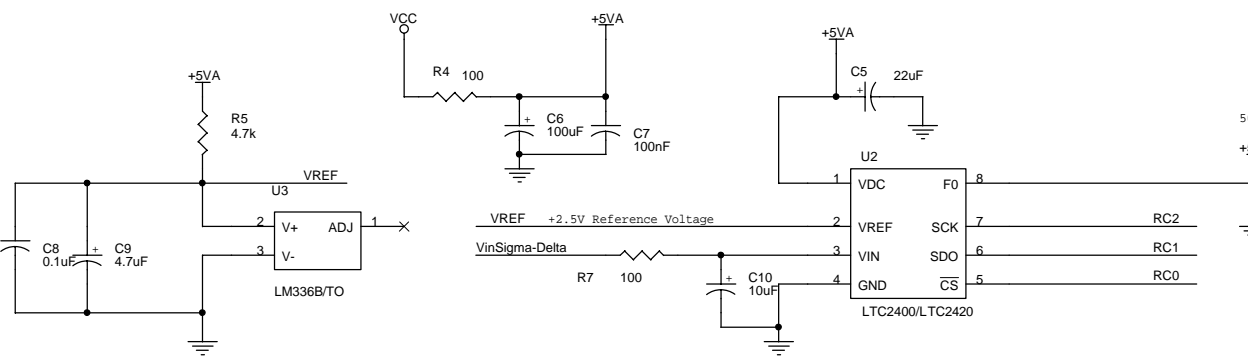 VCC
+5VA
+5VA
R4 100
C5 22uF
+5VA
R5
4.7k
+
C6
100uF
C7
100nF
+
U2
VREF
U3
1 VDC F0 8
2 V+ ADJ 1
VREF +2.5V Reference Voltage
2 VREF SCK 7 RC2
3 V-
C8
0.1uF
+
C9
4.7uF
VinSigma-Delta
3 VIN SDO 6 RC1
R7 100
+
C10
10uF
4 GND CS 5 RC0
LM336B/TO
LTC2400/LTC2420